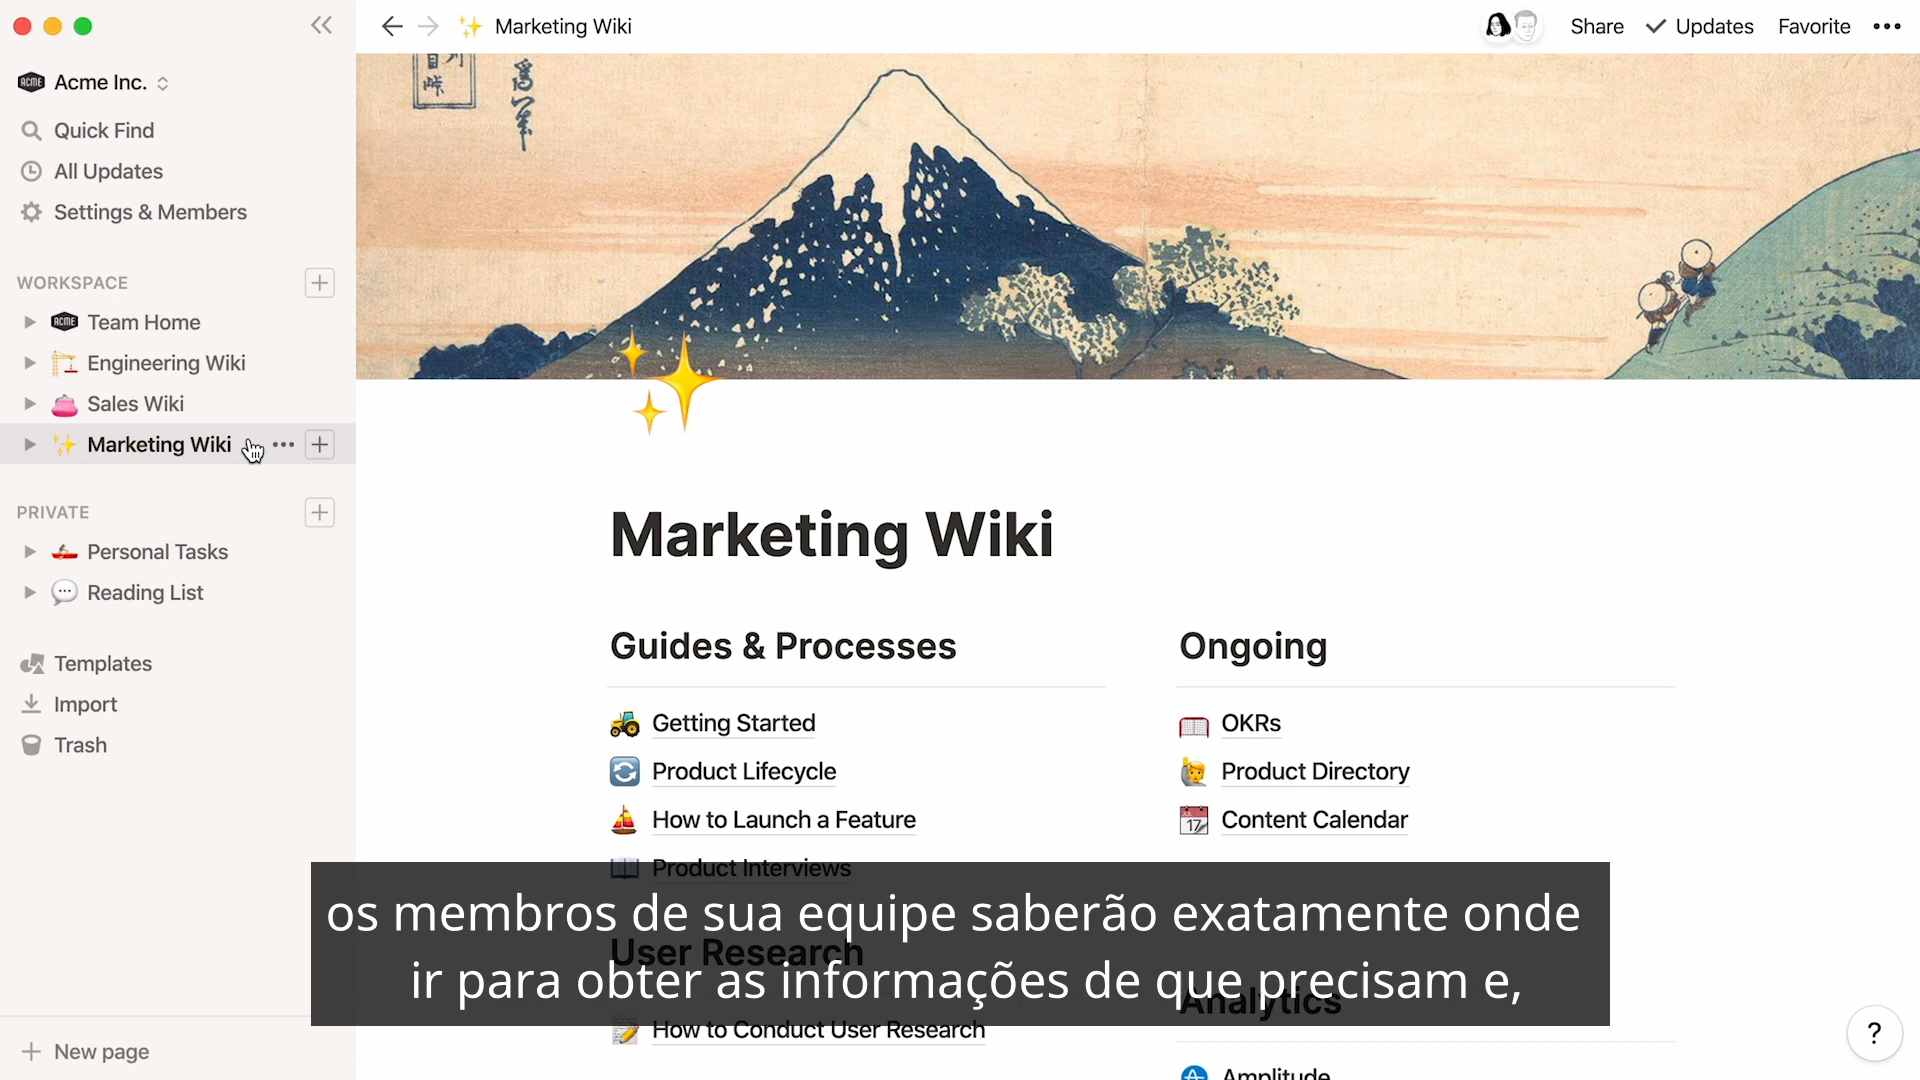 Marketing Wiki
Share
Updates
Favorite
ACME
Acme Inc.
Quick Find
All Updates
Settings & Members
WORKSPACE
ACME
Team Home
Engineering Wiki
Sales Wiki
Marketing Wiki
PRIVATE
Personal Tasks
Reading List
Templates
Import
Trash
New page
Marketing Wiki
Guides & Processes
Getting Started
Product Lifecycle
How to Launch a Feature
Product Interviews
User Research
How to Conduct User Research
Ongoing
OKRs
Product Directory
17
Content Calendar
Analytics
Amplitude
os membros de sua equipe saberão exatamente onde
ir para obter as informações de que precisam e,
?